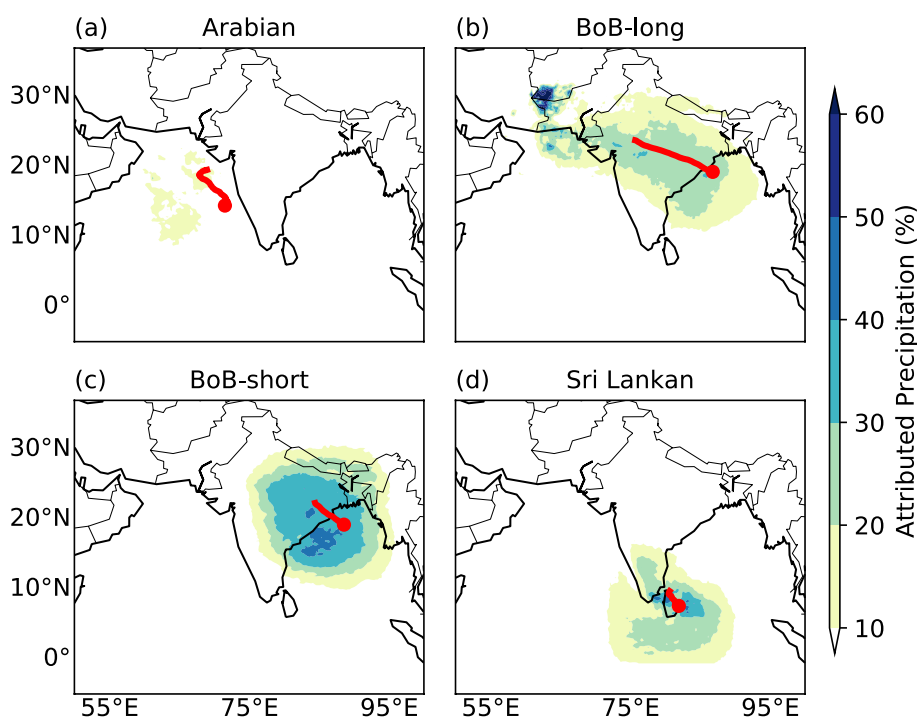 (a) Arabian
(b) BoB-long
30°N
20°N
10°N
0°
(c) BoB-short
(d) Sri Lankan
30°N
20°N
10°N
0°
55°E 75°E 95°E
55°E 75°E 95°E
60
50
40
30
20
10
Attributed Precipitation (%)